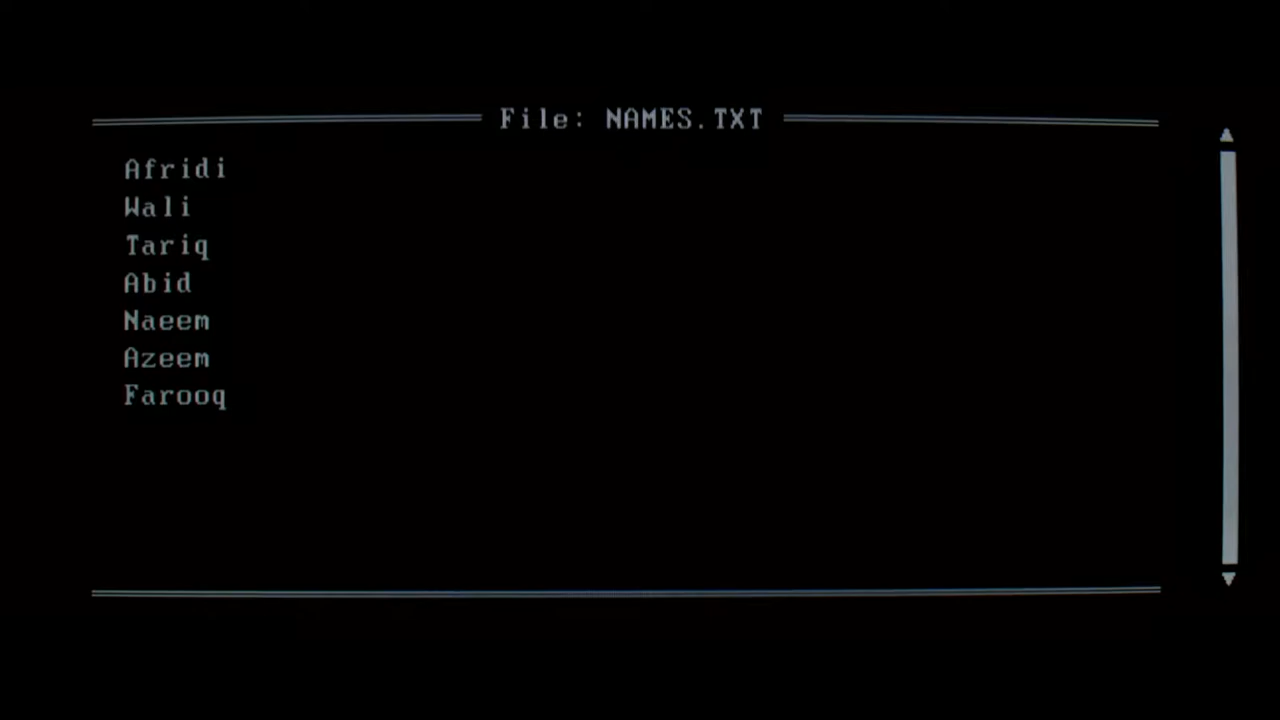 File: NAMES.TXT
Afridi
Wali
Tariq
Abid
Naeem
Azeem
Farooq